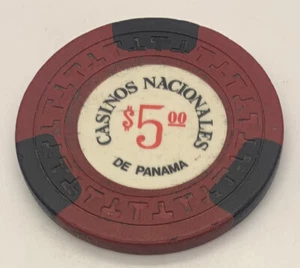 CASINOS NACIONALES
$5.00
DE PANAMA